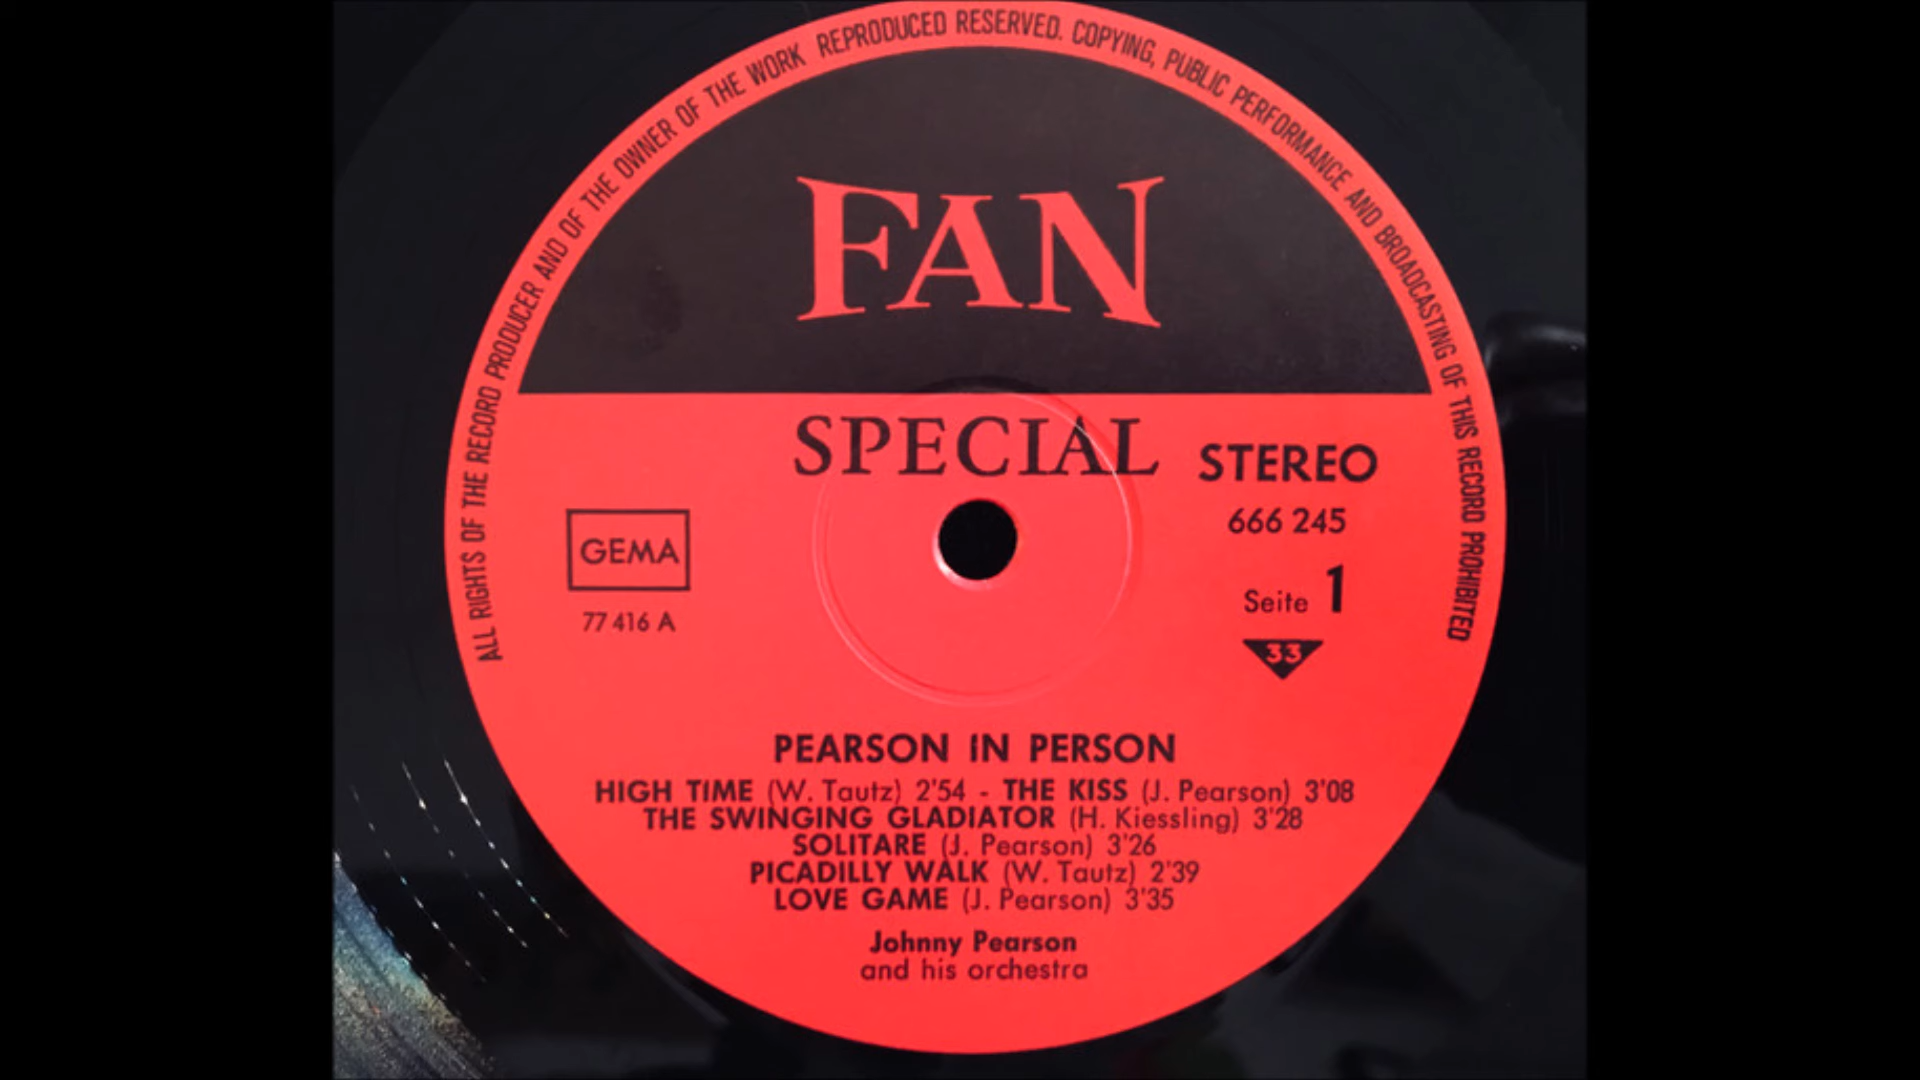 ALL RIGHTS OF THE RECORD PRODUCER AND OF THE OWNER OF THE WORK REPRODUCED RESERVED. COPYING, PUBLIC PERFORMANCE AND BROADCASTING OF THIS RECORD PROHIBITED
FAN
SPECIAL
STEREO
666 245
GEMA
77 416 A
Seite 1
33
PEARSON IN PERSON
HIGH TIME (W. Tautz) 2'54 - THE KISS (J. Pearson) 3'08
THE SWINGING GLADIATOR (H. Kiessling) 3'28
SOLITARE (J. Pearson) 3'26
PICADILLY WALK (W. Tautz) 2'39
LOVE GAME (J. Pearson) 3'35
Johnny Pearson
and his orchestra